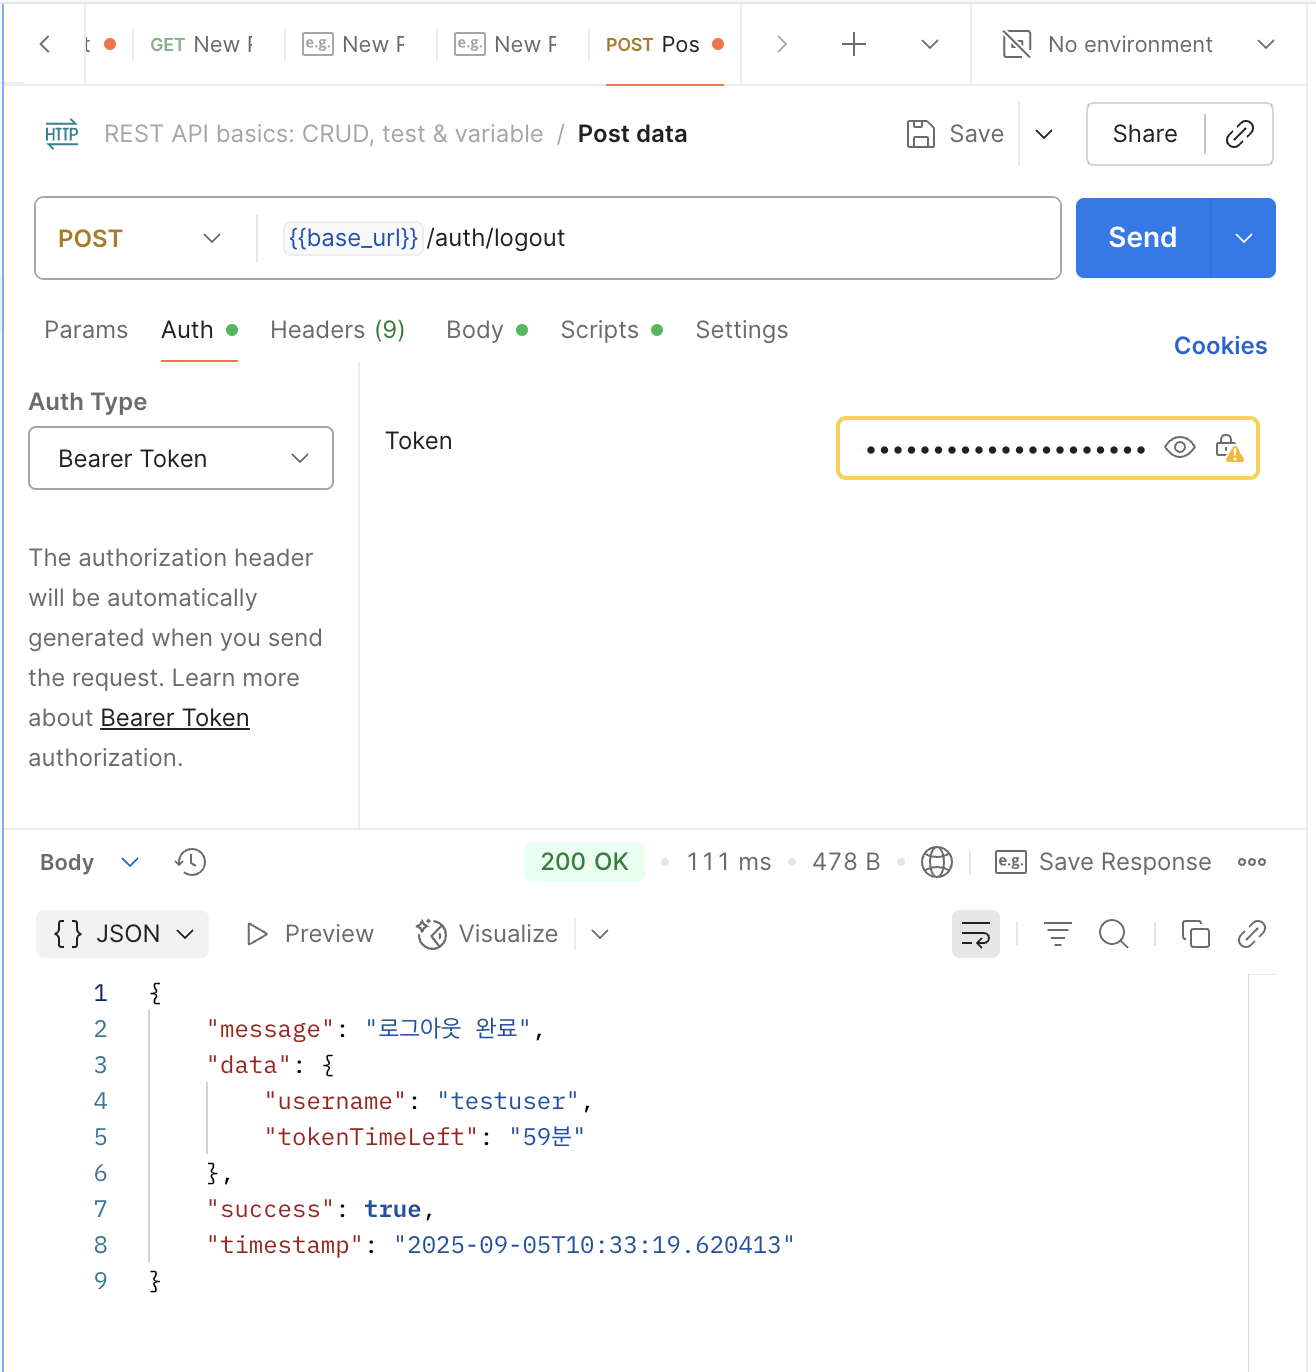 t GET New F e.g. New F e.g. New F POST Pos No environment
HTTP REST API basics: CRUD, test & variable / Post data Save Share
POST {{base_url}}/auth/logout Send
Params Auth Headers (9) Body Scripts Settings
Cookies
Auth Type
Bearer Token
Token
The authorization header
will be automatically
generated when you send
the request. Learn more
about Bearer Token
authorization.
Body 200 OK • 111 ms • 478 B • e.g. Save Response
{} JSON Preview Visualize
1 {
2 "message": "로그아웃 완료",
3 "data": {
4 "username": "testuser",
5 "tokenTimeLeft": "59분"
6 },
7 "success": true,
8 "timestamp": "2025-09-05T10:33:19.620413"
9 }